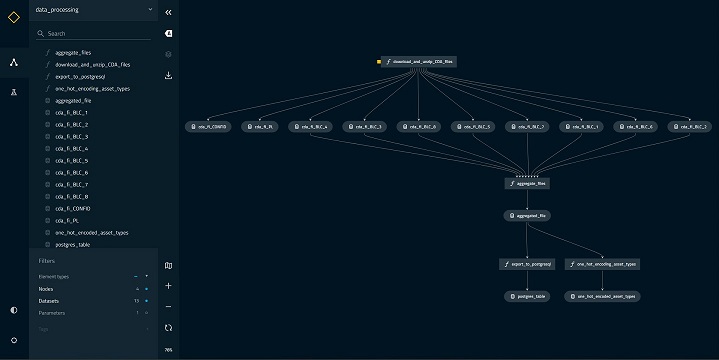 data_processing
Search
aggregate_files
download_and_unzip_CDA_files
export_to_postgresql
one_hot_encoding_asset_types
aggregated_file
cda_fi_BLC_1
cda_fi_BLC_2
cda_fi_BLC_3
cda_fi_BLC_4
cda_fi_BLC_5
cda_fi_BLC_6
cda_fi_BLC_7
cda_fi_BLC_8
cda_fi_CONFID
cda_fi_PL
one_hot_encoded_asset_types
postgres_table
Filters
Element types
Nodes 4
Datasets 13
Parameters 1
Tags
70%
download_and_unzip_CDA_files
cda_fi_CONFID cda_fi_PL cda_fi_BLC_4 cda_fi_BLC_3 cda_fi_BLC_8 cda_fi_BLC_5 cda_fi_BLC_7 cda_fi_BLC_1 cda_fi_BLC_6 cda_fi_BLC_2
aggregate_files
aggregated_file
export_to_postgresql one_hot_encoding_asset_types
postgres_table one_hot_encoded_asset_types